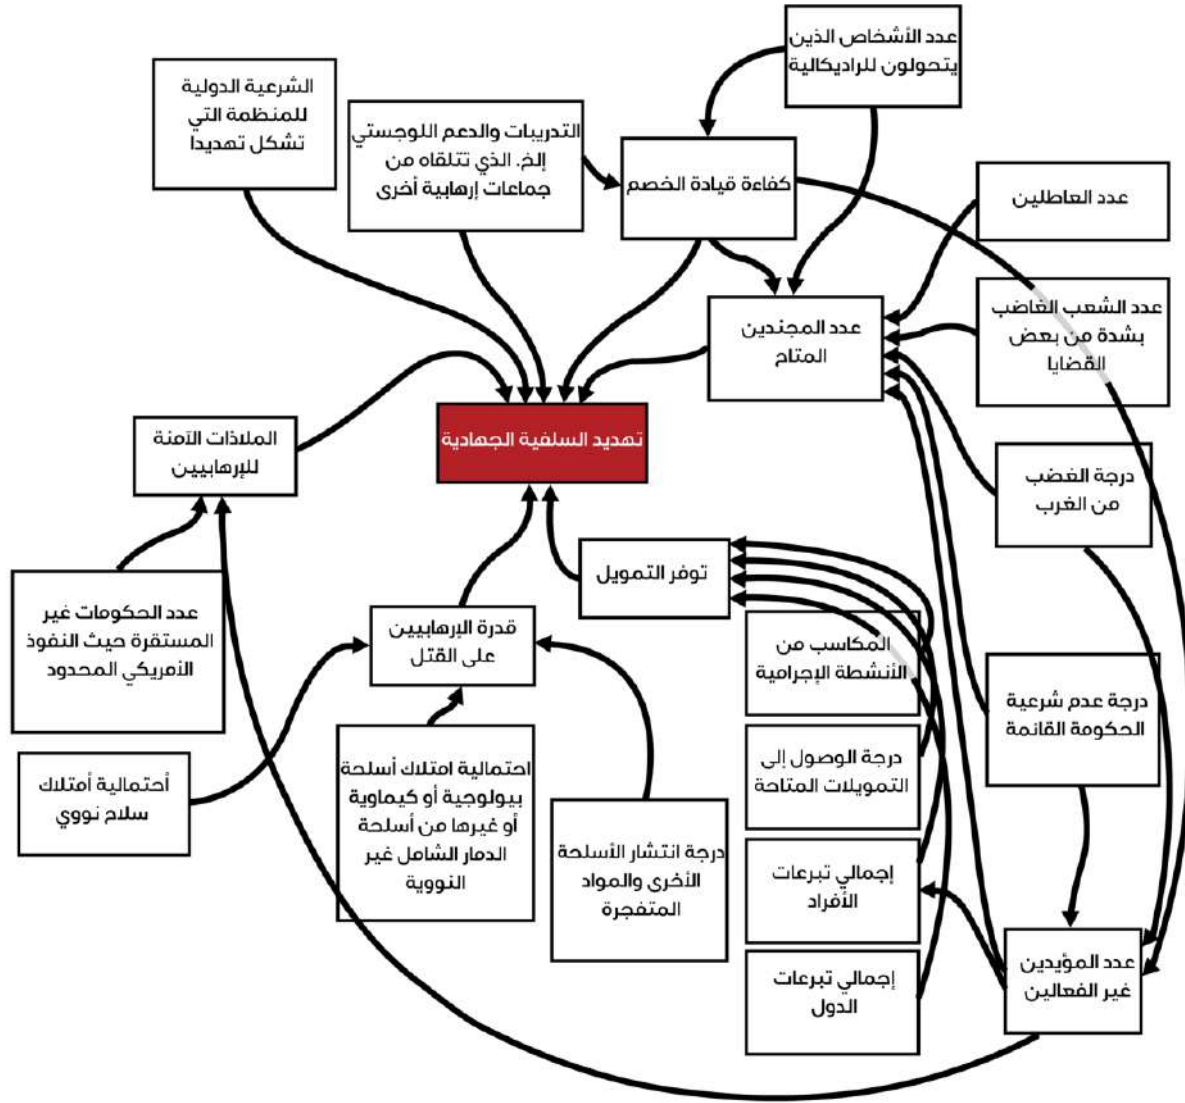 عدد الأشخاص الذين
يتحولون للراديكالية
الشرعية الدولية
للمنظمة التي
تشكل تهديدا
التدريبات والدعم اللوجستي
إلخ. الذي تتلقاه من
جماعات إرهابية أخرى
كفاءة قيادة الخصم
عدد العاطلين
عدد الشعب الغاضب
بشدة من بعض
القضايا
عدد المجندين
المتاح
تهديد السلفية الجهادية
الملاذات الآمنة
للإرهابيين
درجة الغضب
من الغرب
توفر التمويل
عدد الحكومات غير
المستقرة حيث النفوذ
الأمريكي المحدود
قدرة الإرهابيين
على القتل
المكاسب من
الأنشطة الإجرامية
درجة عدم شرعية
الحكومة القائمة
أحتمالية أمتلاك
سلاح نووي
احتمالية امتلاك أسلحة
بيولوجية أو كيماوية
أو غيرها من أسلحة
الدمار الشامل غير
النووية
درجة الوصول إلى
التمويلات المتاحة
درجة انتشار الأسلحة
الأخرى والمواد
المتفجرة
إجمالي تبرعات
الأفراد
عدد المؤيدين
غير الفعالين
إجمالي تبرعات
الدول